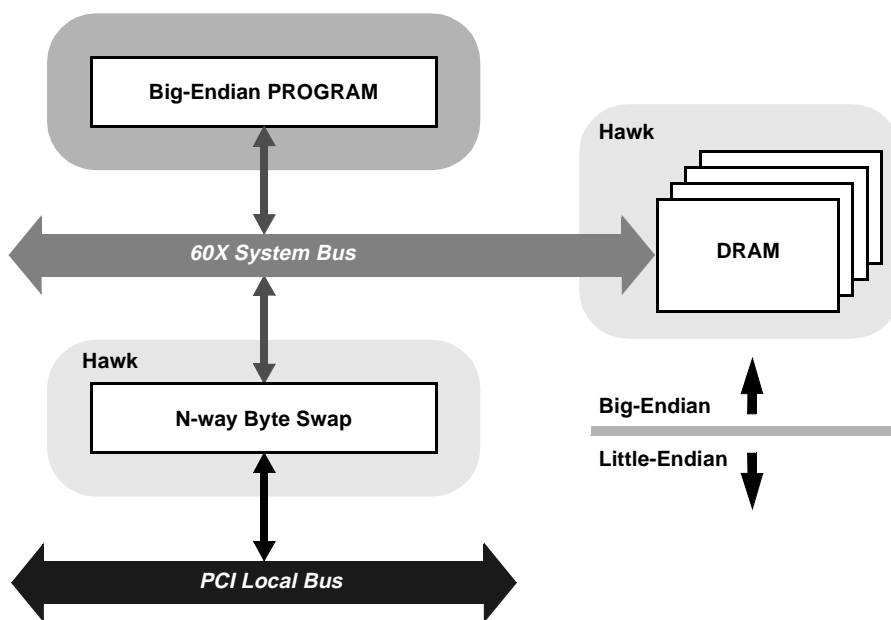 Big-Endian PROGRAM
Hawk
DRAM
60X System Bus
Hawk
N-way Byte Swap
Big-Endian
Little-Endian
PCI Local Bus